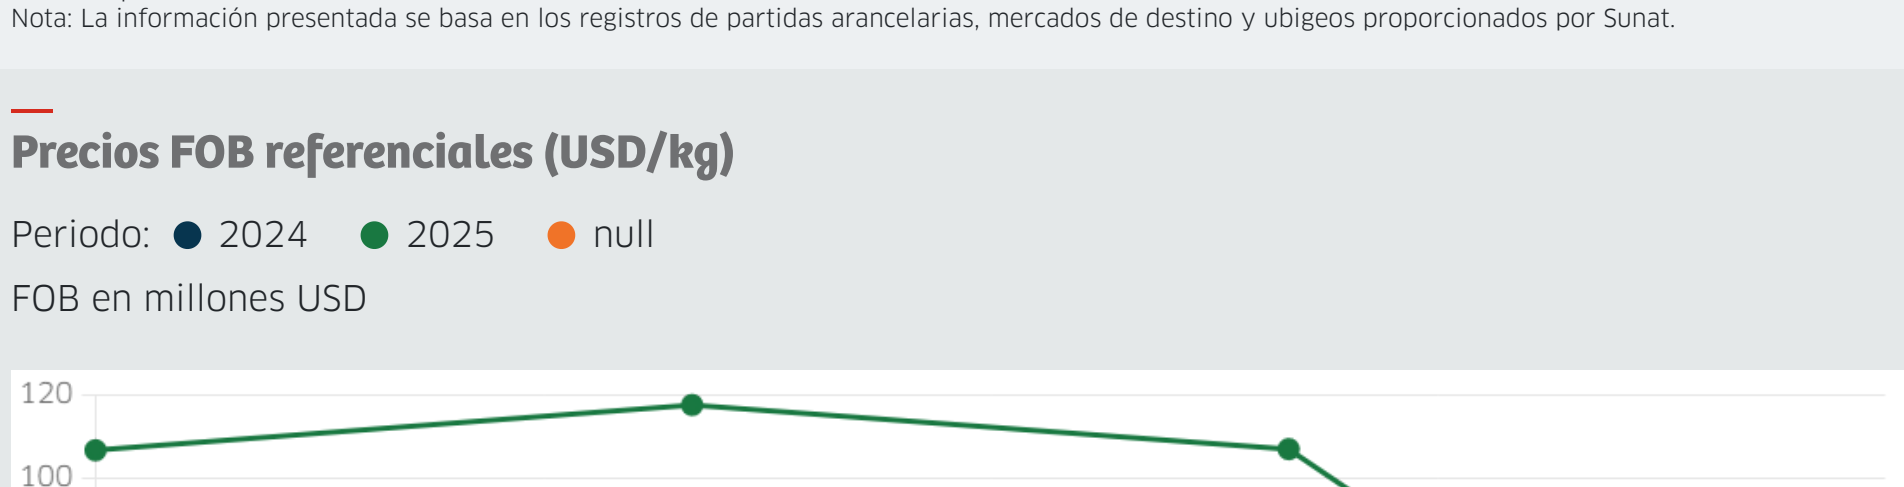 Nota: La información presentada se basa en los registros de partidas arancelarias, mercados de destino y ubigeos proporcionados por Sunat.
Precios FOB referenciales (USD/kg)
Periodo: 2024 2025 null
FOB en millones USD
120
100